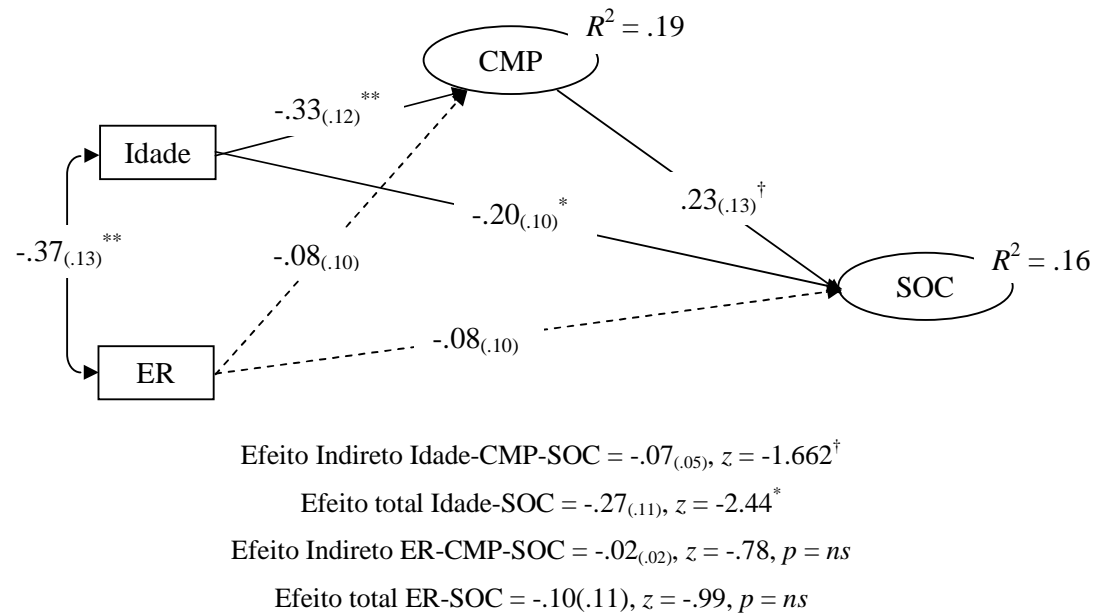 R² = .19
CMP
-.33(.12)**
Idade
-.20(.10)*
.23(.13)†
-.37(.13)**
-.08(.10)
R² = .16
SOC
-.08(.10)
ER
Efeito Indireto Idade-CMP-SOC = -.07(.05), z = -1.662†
Efeito total Idade-SOC = -.27(.11), z = -2.44*
Efeito Indireto ER-CMP-SOC = -.02(.02), z = -.78, p = ns
Efeito total ER-SOC = -.10(.11), z = -.99, p = ns